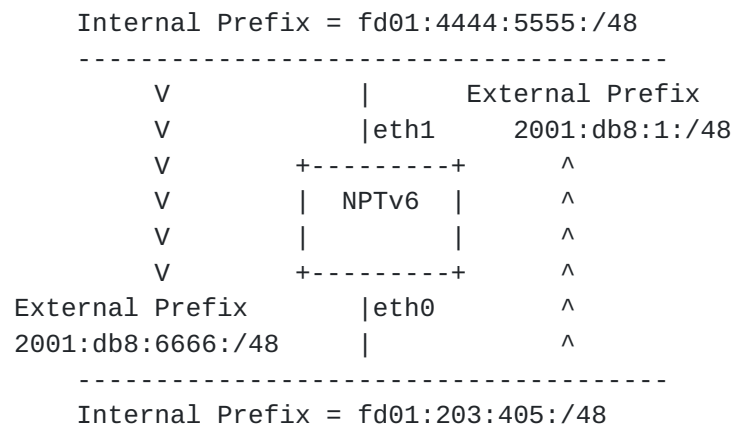 Internal Prefix = fd01:4444:5555:/48
--------------------------------------
V | External Prefix
V |eth1 2001:db8:1:/48
V +---------+ ^
V | NPTv6 | ^
V | | ^
V +---------+ ^
External Prefix |eth0 ^
2001:db8:6666:/48 | ^
--------------------------------------
Internal Prefix = fd01:203:405:/48